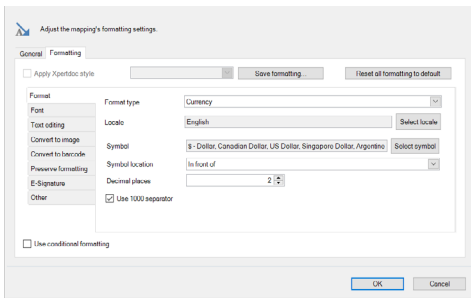 Adjust the mapping's formatting settings.
General Formatting
Apply Xpertdoc style
Save formatting...
Reset all formatting to default
Format
Font
Text editing
Convert to image
Convert to barcode
Preserve formatting
E-Signature
Other
Format type
Currency
Locale
English
Select locale
Symbol
$ - Dollar, Canadian Dollar, US Dollar, Singapore Dollar, Argentino
Select symbol
Symbol location
In front of
Decimal places
2
Use 1000 separator
Use conditional formatting
OK
Cancel